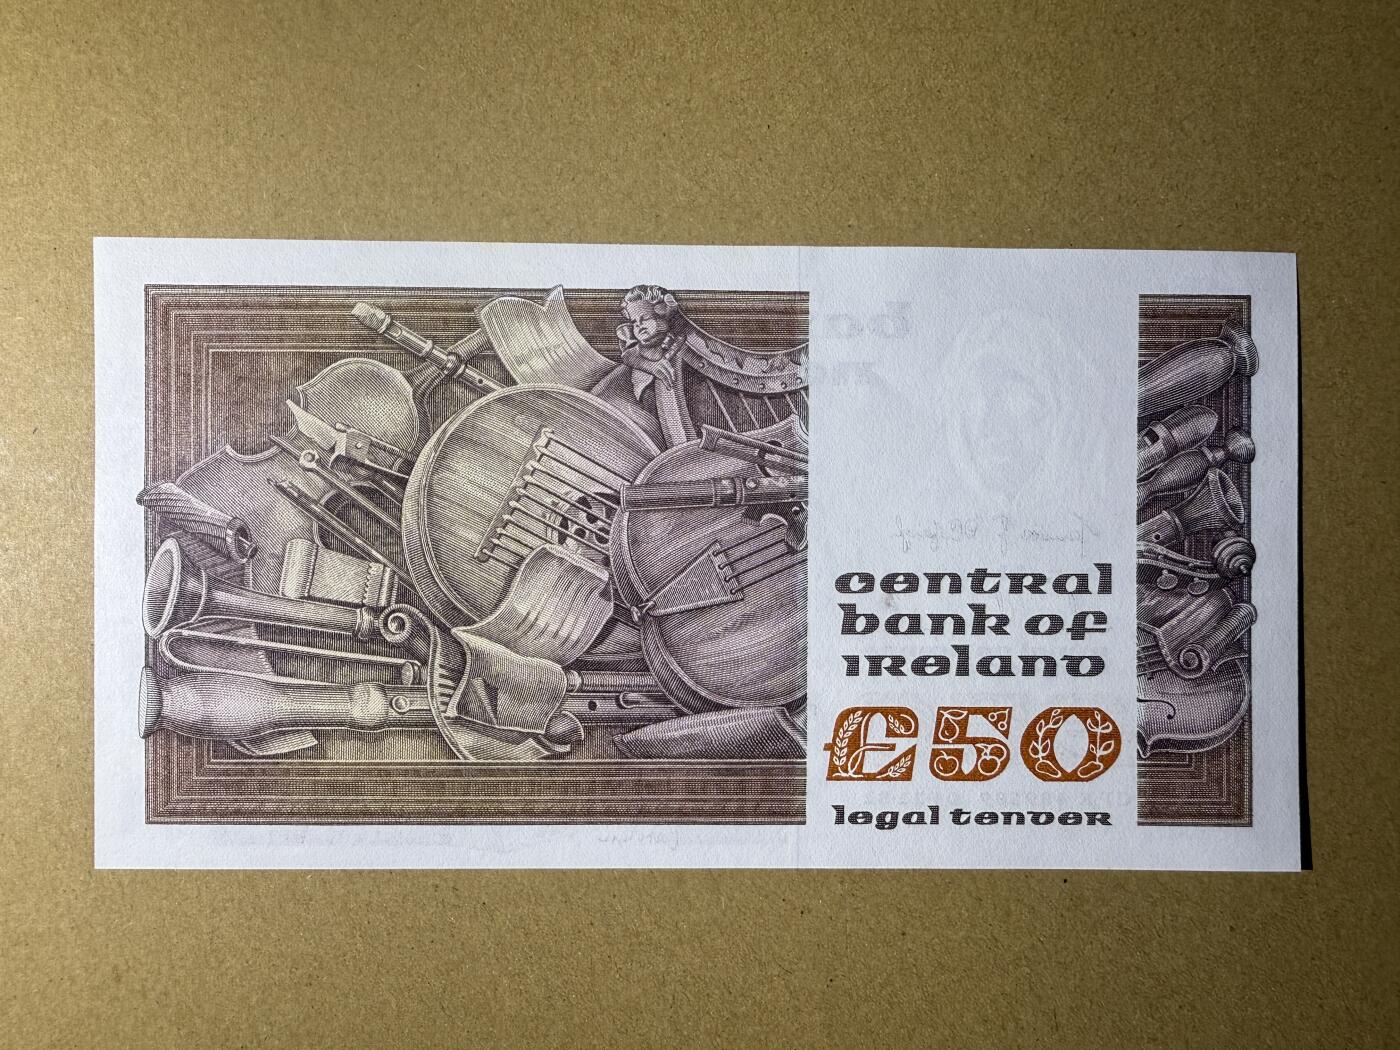 central
bank of
ireland
£50
legal tender